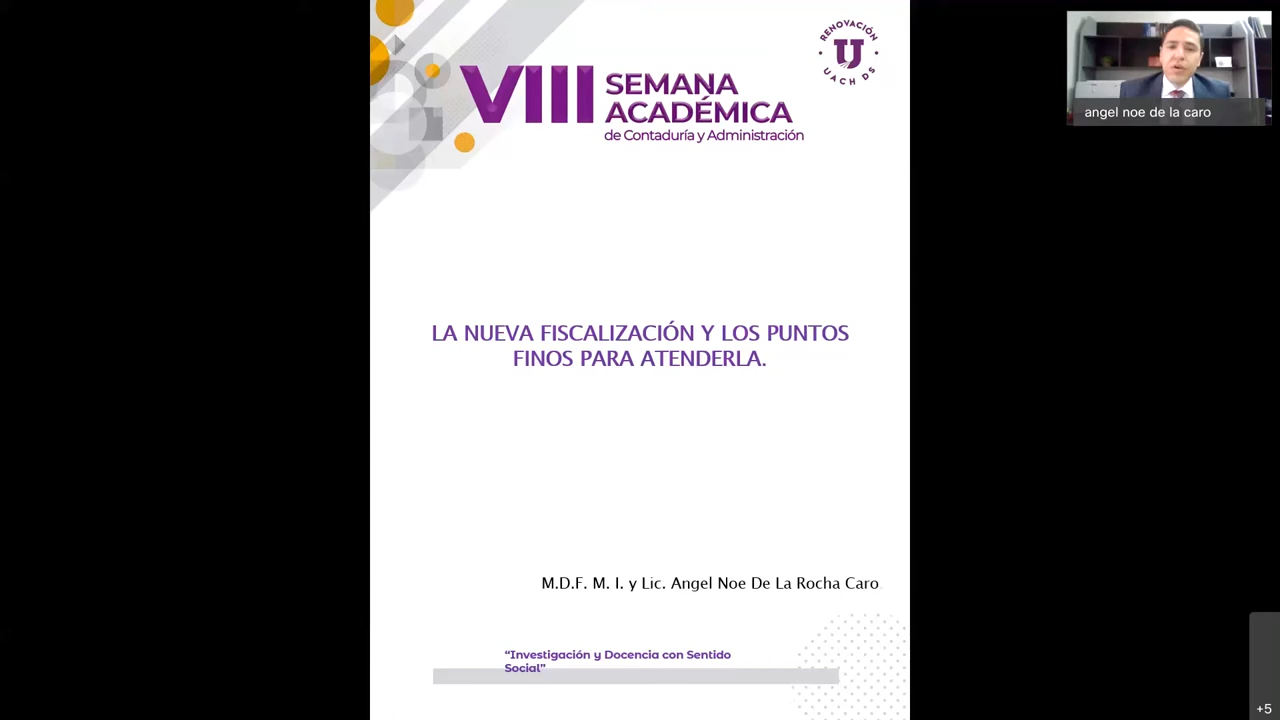 VIII SEMANA
ACADÉMICA
de Contaduría y Administración
RENOVACIÓN
U
UACH DS
angel noe de la caro
LA NUEVA FISCALIZACIÓN Y LOS PUNTOS
FINOS PARA ATENDERLA.
M.D.F. M. I. y Lic. Angel Noe De La Rocha Caro
“Investigación y Docencia con Sentido
Social”
+5